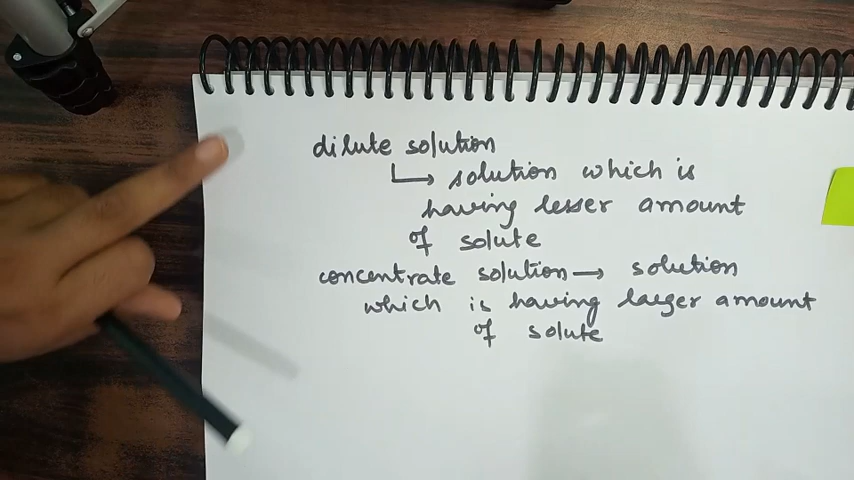 dilute solution
↳ solution which is
having lesser amount
of solute
concentrate solution → solution
which is having larger amount
of solute